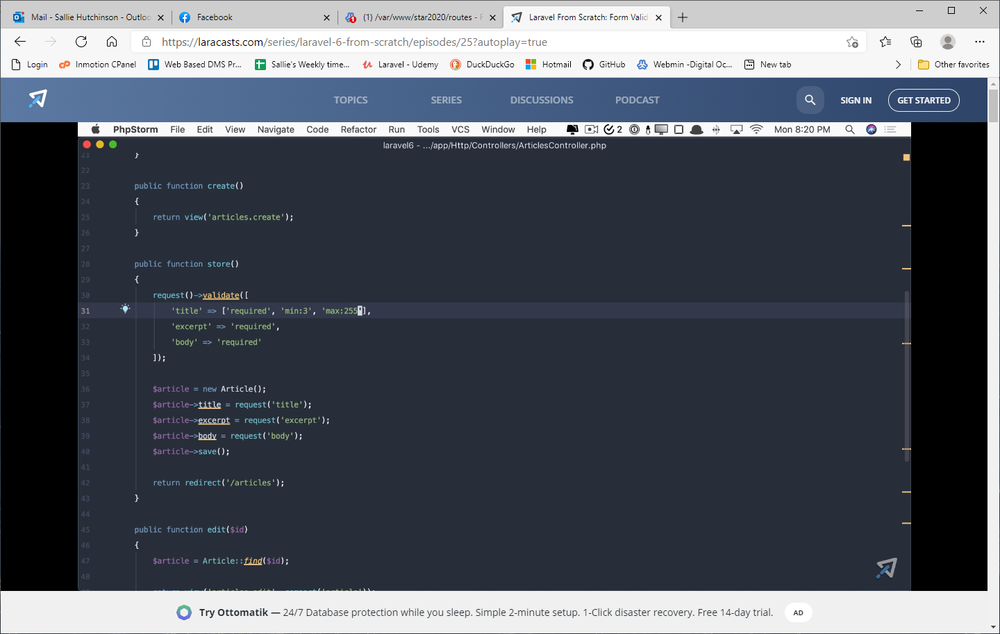 Mail - Sallie Hutchinson - Outloo
Facebook
(1) /var/www/star2020/routes - F
Laravel From Scratch: Form Valid
https://laracasts.com/series/laravel-6-from-scratch/episodes/25?autoplay=true
Login
cP Inmotion CPanel
Web Based DMS Pr...
Sallie's Weekly time...
Laravel - Udemy
DuckDuckGo
Hotmail
GitHub
Webmin -Digital Oc...
New tab
Other favorites
TOPICS
SERIES
DISCUSSIONS
PODCAST
SIGN IN
GET STARTED
PhpStorm File Edit View Navigate Code Refactor Run Tools VCS Window Help 2 Mon 8:20 PM
laravel6 – .../app/Http/Controllers/ArticlesController.php
21 }
22
23 public function create()
24 {
25 return view('articles.create');
26 }
27
28 public function store()
29 {
30 request()->validate([
31 'title' => ['required', 'min:3', 'max:255'],
32 'excerpt' => 'required',
33 'body' => 'required'
34 ]);
35
36 $article = new Article();
37 $article->title = request('title');
38 $article->excerpt = request('excerpt');
39 $article->body = request('body');
40 $article->save();
41
42 return redirect('/articles');
43 }
44
45 public function edit($id)
46 {
47 $article = Article::find($id);
48
return view('articles.edit', compact('article'));
Try Ottomatik — 24/7 Database protection while you sleep. Simple 2-minute setup. 1-Click disaster recovery. Free 14-day trial.
AD